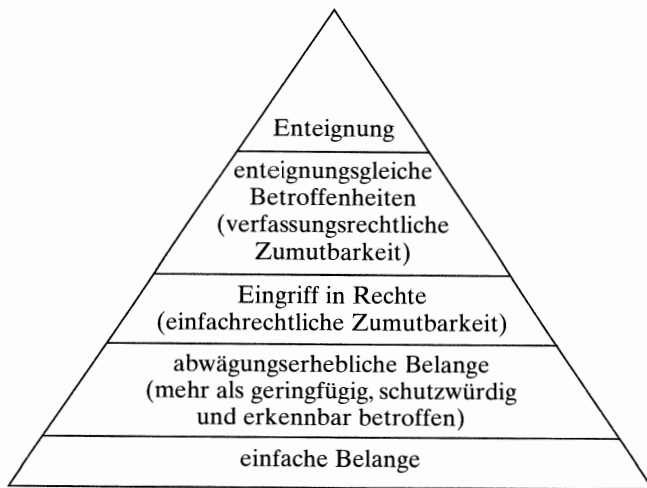 Enteignung
enteignungsgleiche
Betroffenheiten
(verfassungsrechtliche
Zumutbarkeit)
Eingriff in Rechte
(einfachrechtliche Zumutbarkeit)
abwägungserhebliche Belange
(mehr als geringfügig, schutzwürdig
und erkennbar betroffen)
einfache Belange